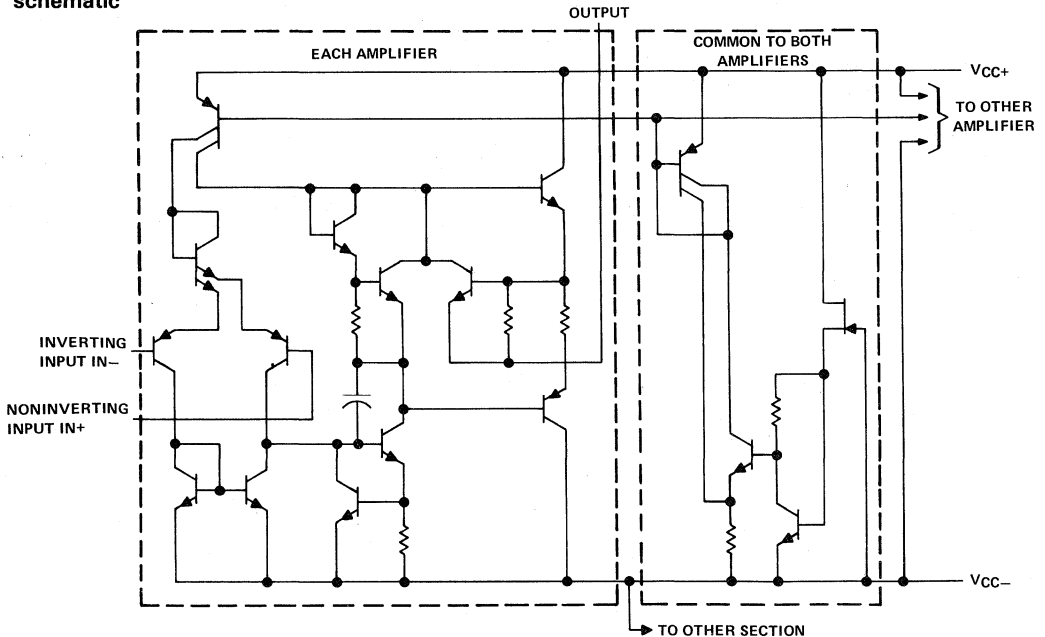 schematic
OUTPUT
EACH AMPLIFIER
COMMON TO BOTH
AMPLIFIERS
VCC+
TO OTHER
AMPLIFIER
INVERTING
INPUT IN−
NONINVERTING
INPUT IN+
VCC−
TO OTHER SECTION